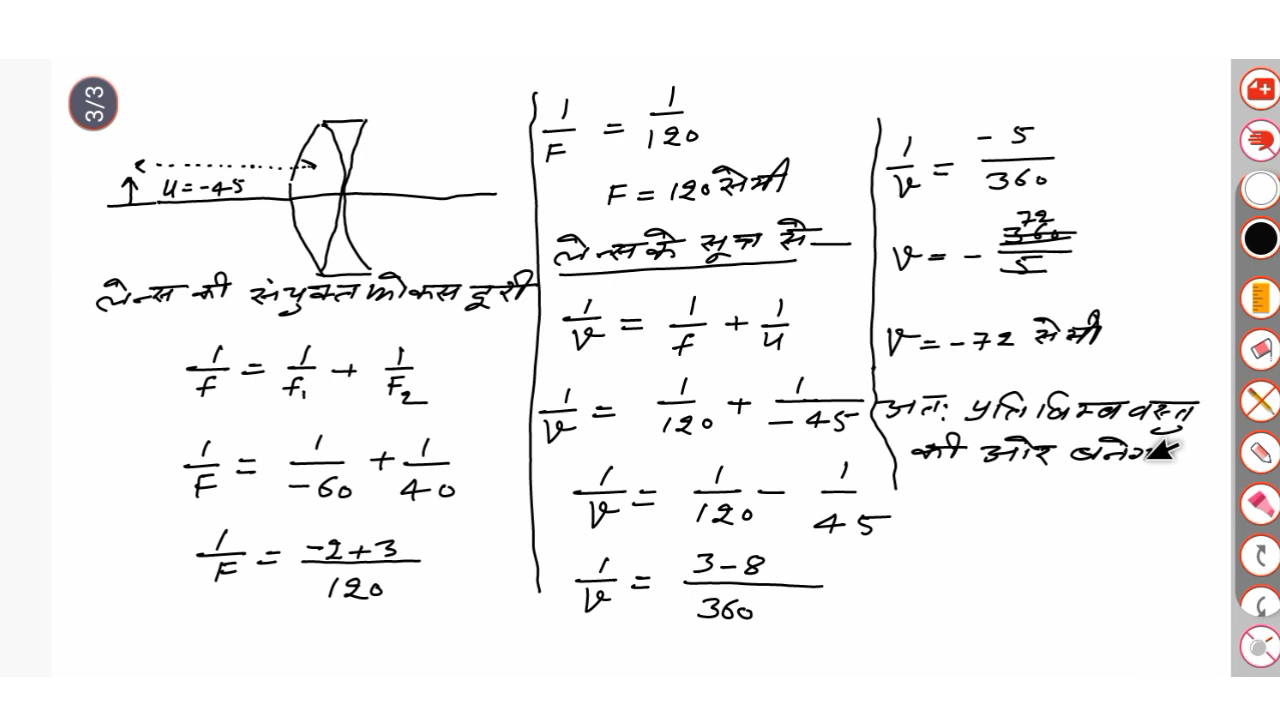 3/3
u = -45
लेन्स की संयुक्त फोकस दूरी
1/f = 1/f₁ + 1/F₂
1/F = 1/-60 + 1/40
1/F = -2+3/120
1/F = 1/120
F = 120 सेमी
लेन्स के सूत्र से —
1/v = 1/f + 1/u
1/v = 1/120 + 1/-45
1/v = 1/120 - 1/45
1/v = 3-8/360
1/v = -5/360
72
v = - 360/5
v = -72 सेमी
अतः प्रतिबिम्ब वस्तु
की ओर